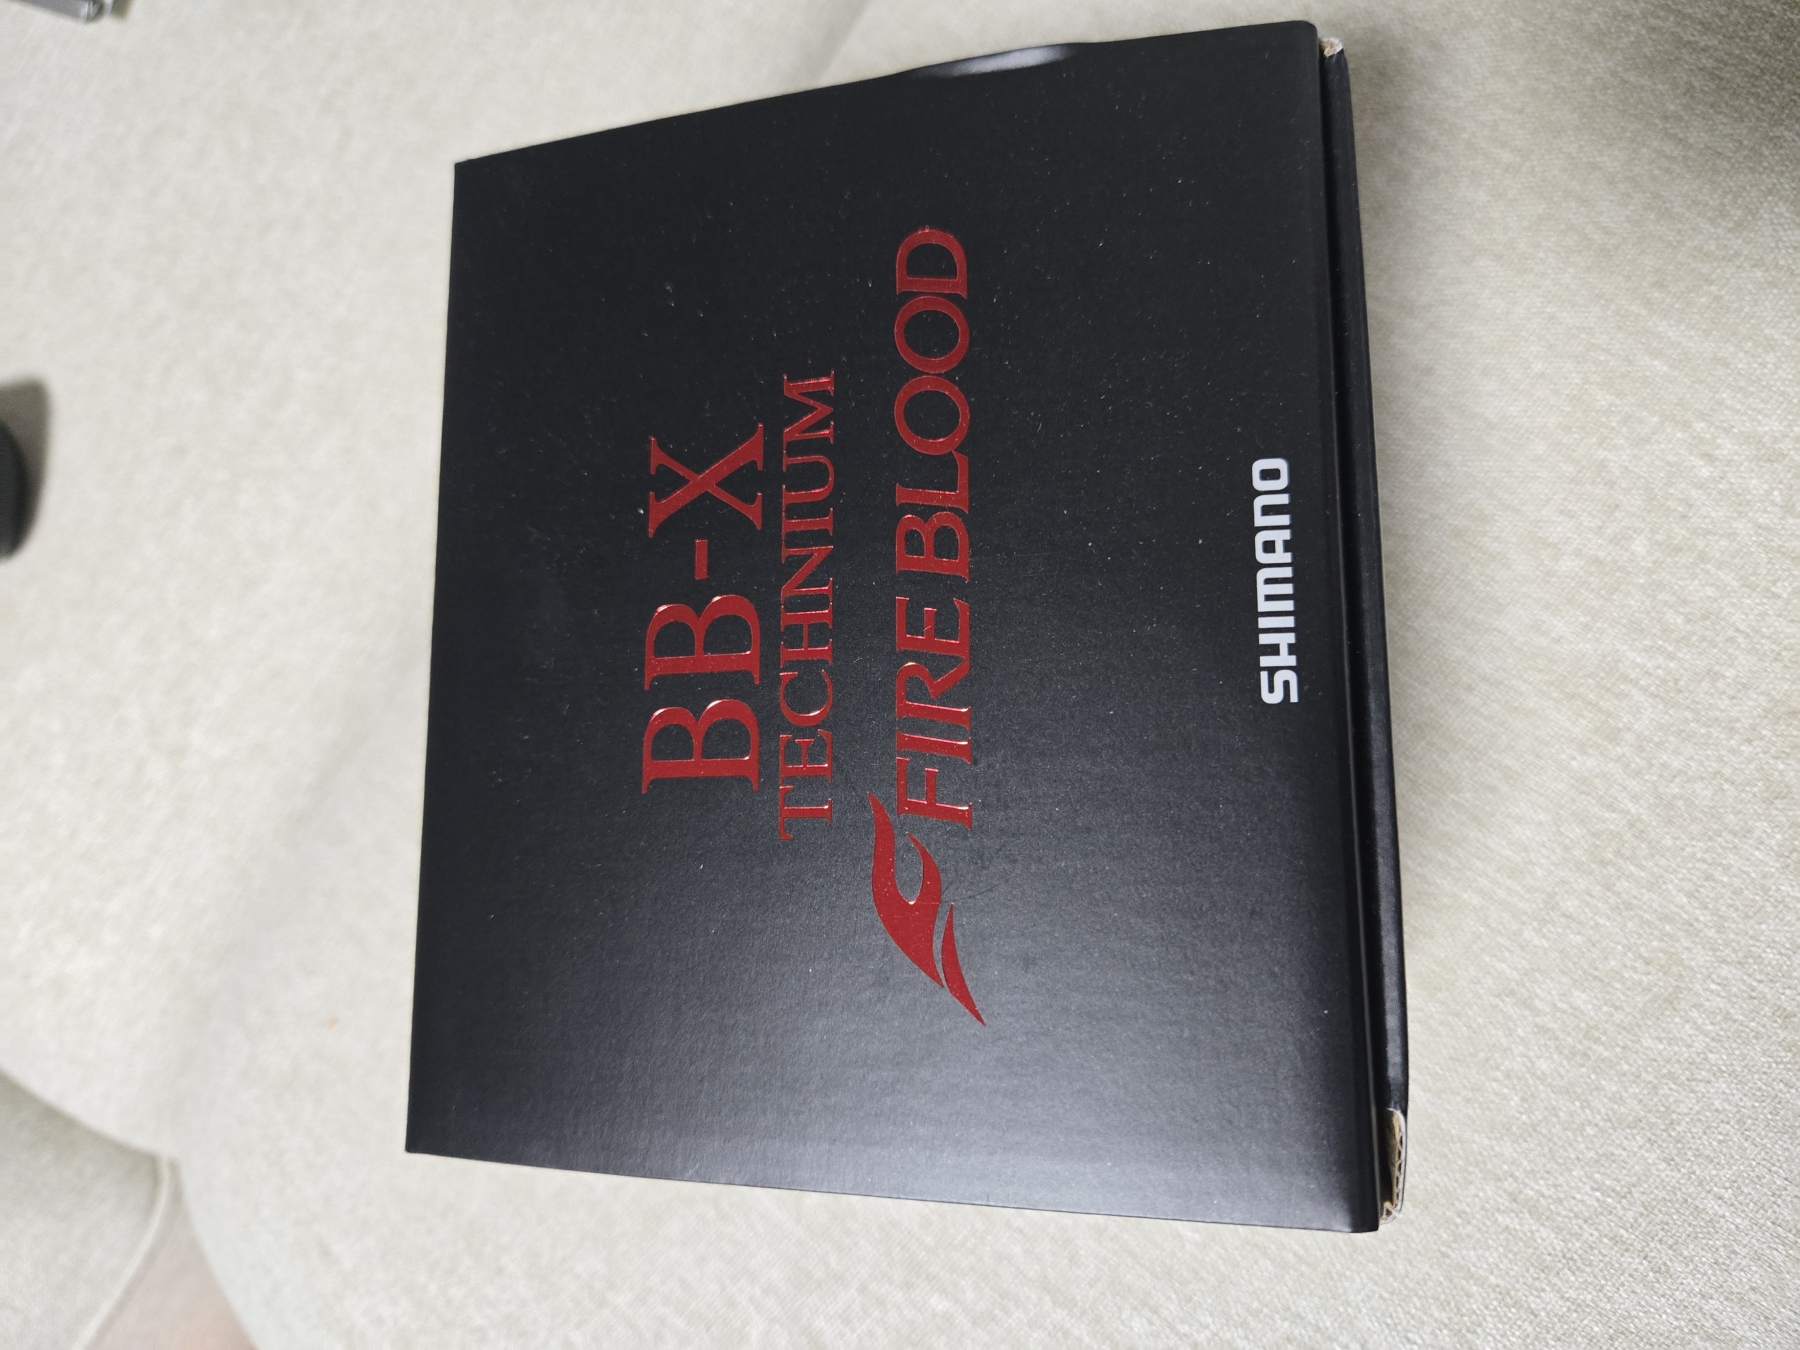 BB-X
TECHNIUM
FIRE BLOOD
SHIMANO